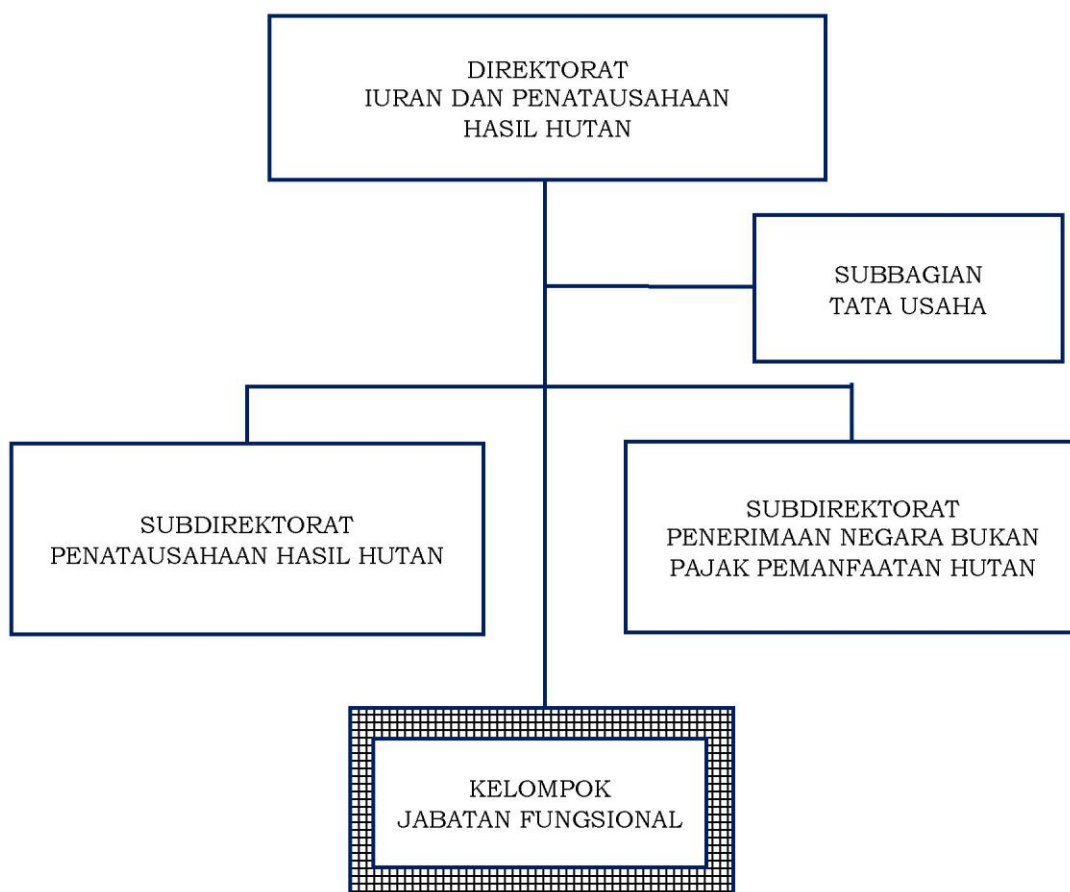 DIREKTORAT
IURAN DAN PENATAUSAHAAN
HASIL HUTAN
SUBBAGIAN
TATA USAHA
SUBDIREKTORAT
PENATAUSAHAAN HASIL HUTAN
SUBDIREKTORAT
PENERIMAAN NEGARA BUKAN
PAJAK PEMANFAATAN HUTAN
KELOMPOK
JABATAN FUNGSIONAL